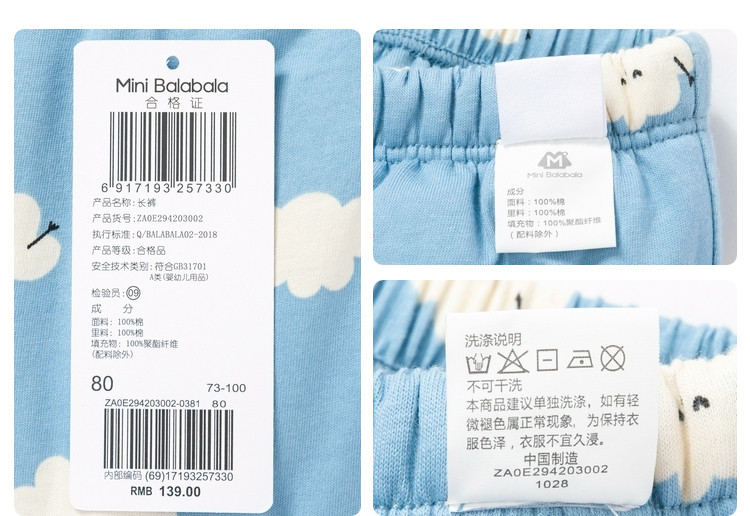 Mini Balabala
合格证
6 917193 257330
产品名称: 长裤
产品货号: ZA0E294203002
执行标准: Q/BALABALA02-2018
产品等级: 合格品
安全技术类别: 符合GB31701
A类(婴幼儿用品)
检验员: 09
成 分
面料: 100%棉
里料: 100%棉
填充物: 100%聚酯纤维
(配料除外)
80 73-100
ZA0E294203002-0381 80
内部编码 (69)17193257330
RMB 139.00
Mini Balabala
成分
面料: 100%棉
里料: 100%棉
填充物: 100%聚酯纤维
(配料除外)
洗涤说明
不可干洗
本商品建议单独洗涤, 如有轻
微褪色属正常现象, 为保持衣
服色泽, 衣服不宜久浸。
中国制造
ZA0E294203002
1028